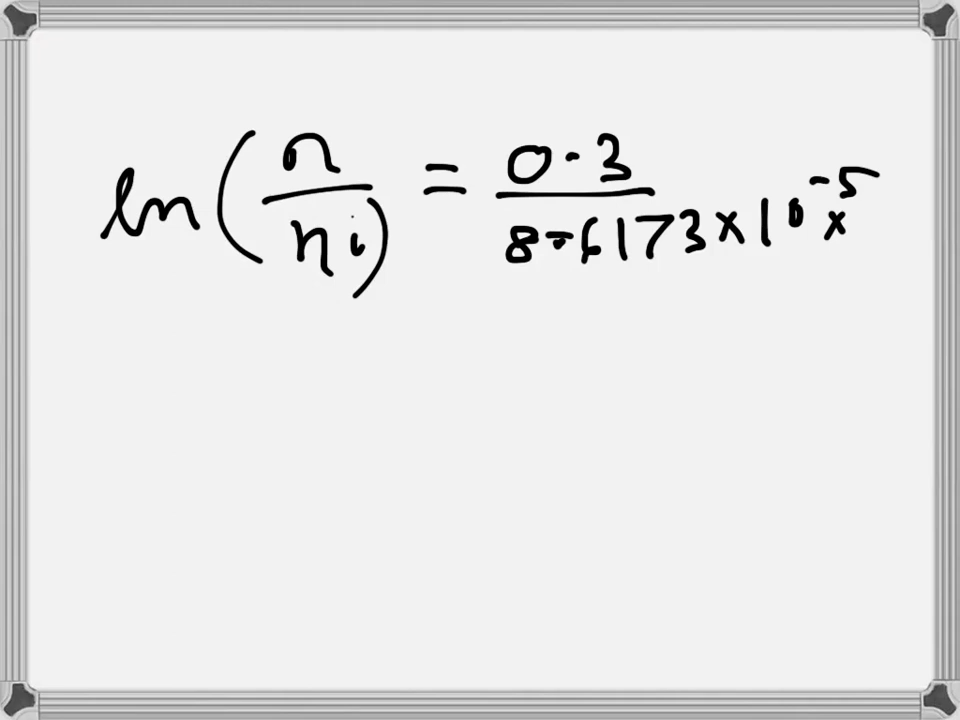 ln(n/ni) = 0.3/8.6173×10^-5 ×